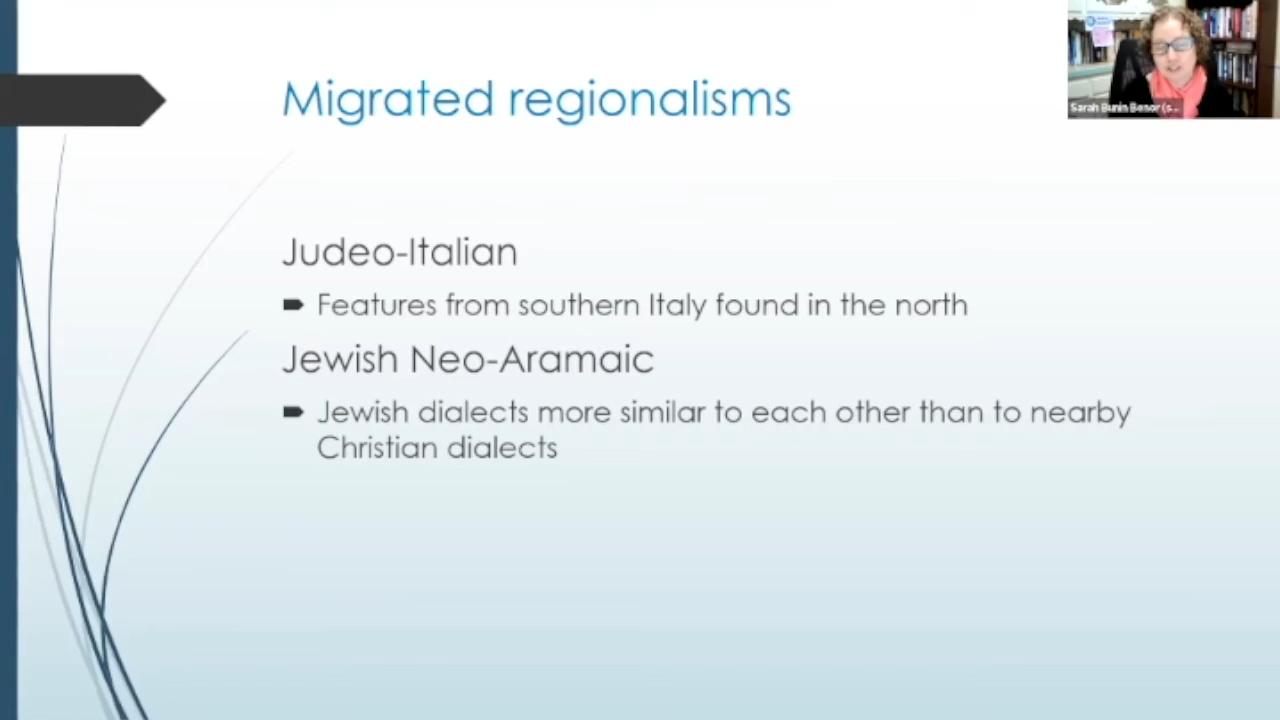 Migrated regionalisms
Sarah Bunin Benor (s...
Judeo-Italian
Features from southern Italy found in the north
Jewish Neo-Aramaic
Jewish dialects more similar to each other than to nearby
Christian dialects